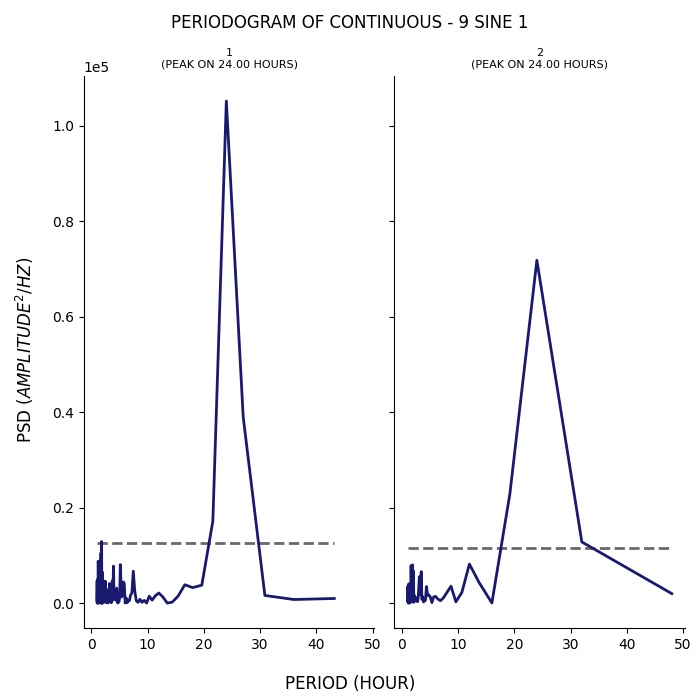 PERIODOGRAM OF CONTINUOUS - 9 SINE 1
1
(PEAK ON 24.00 HOURS)
2
(PEAK ON 24.00 HOURS)
1e5
1.0
0.8
0.6
0.4
0.2
0.0
PSD (AMPLITUDE²/HZ)
0 10 20 30 40 50
0 10 20 30 40 50
PERIOD (HOUR)